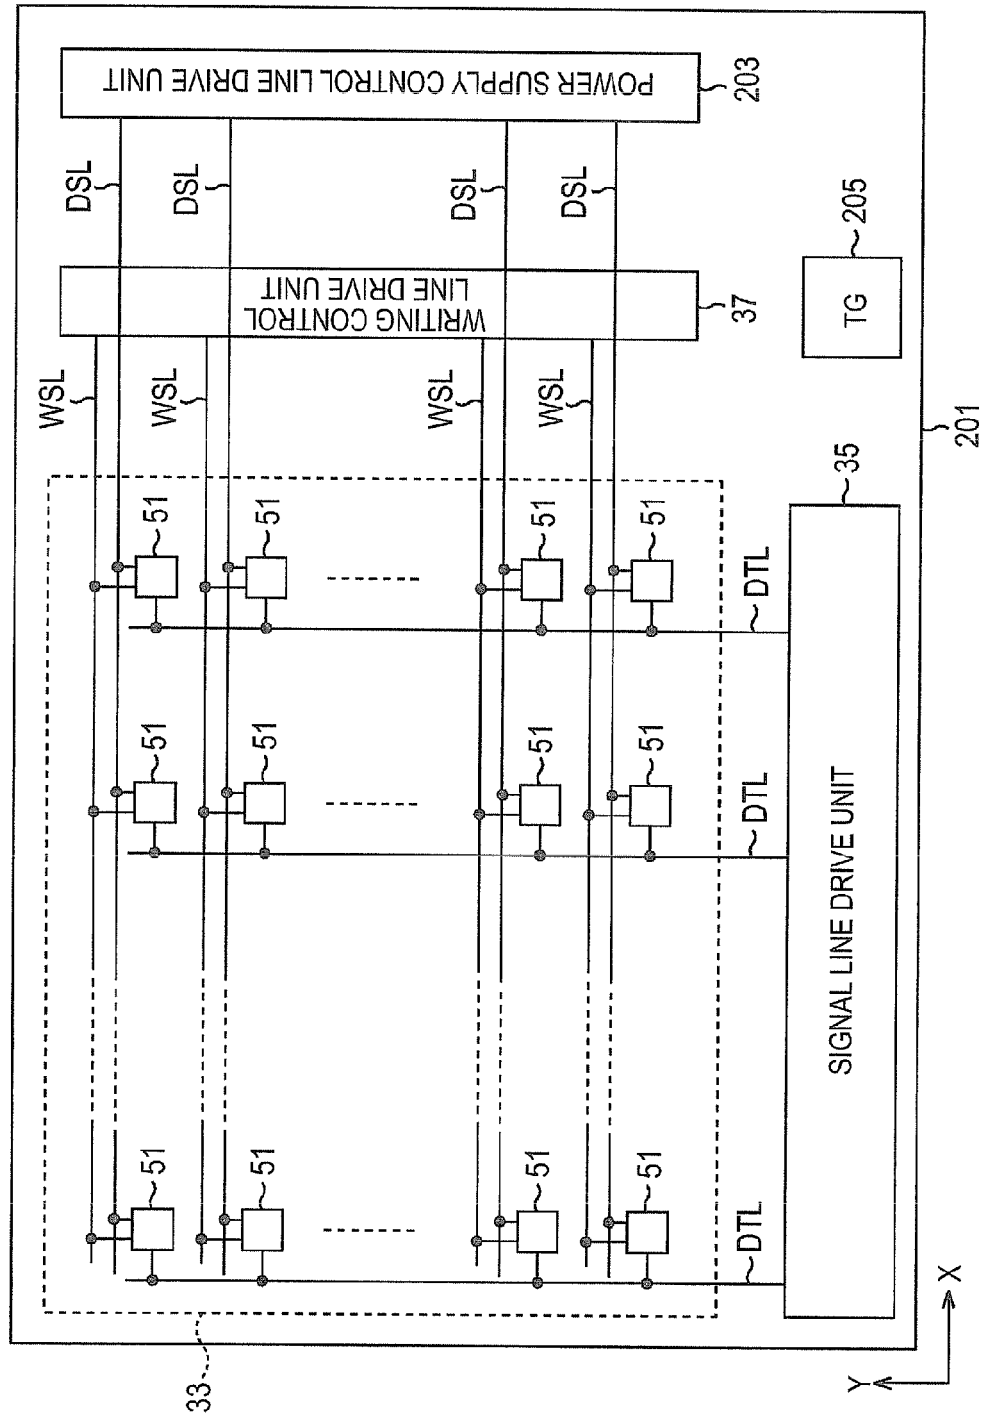 POWER SUPPLY CONTROL LINE DRIVE UNIT
203
DSL
DSL
DSL
DSL
205
TG
WRITING CONTROL
LINE DRIVE UNIT
37
WSL
WSL
WSL
WSL
201
51
51
51
51
35
DTL
51
51
51
51
DTL
SIGNAL LINE DRIVE UNIT
51
51
51
51
DTL
33
Y
X